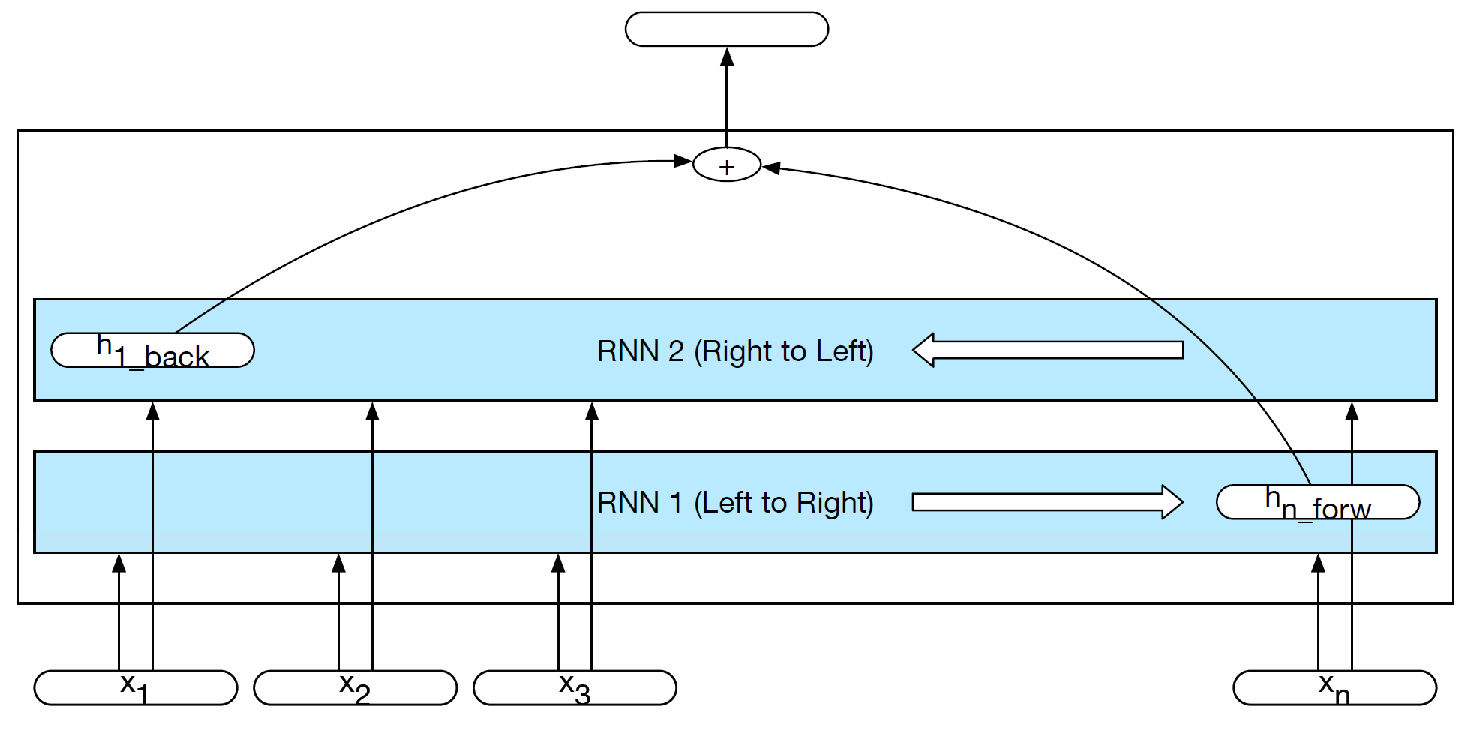 +
h1_back
RNN 2 (Right to Left)
RNN 1 (Left to Right)
hn_forw
x1
x2
x3
xn